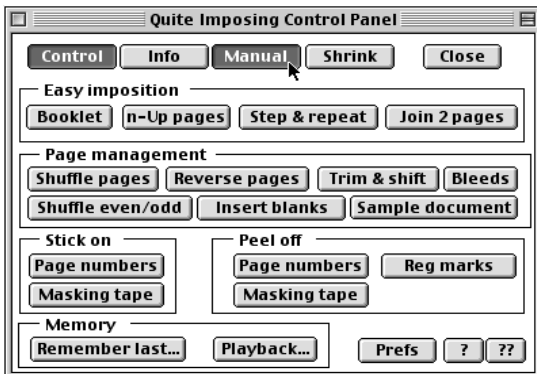 Quite Imposing Control Panel
Control Info Manual Shrink Close
Easy imposition
Booklet n-Up pages Step & repeat Join 2 pages
Page management
Shuffle pages Reverse pages Trim & shift Bleeds
Shuffle even/odd Insert blanks Sample document
Stick on Peel off
Page numbers Page numbers Reg marks
Masking tape Masking tape
Memory
Remember last... Playback... Prefs ? ??